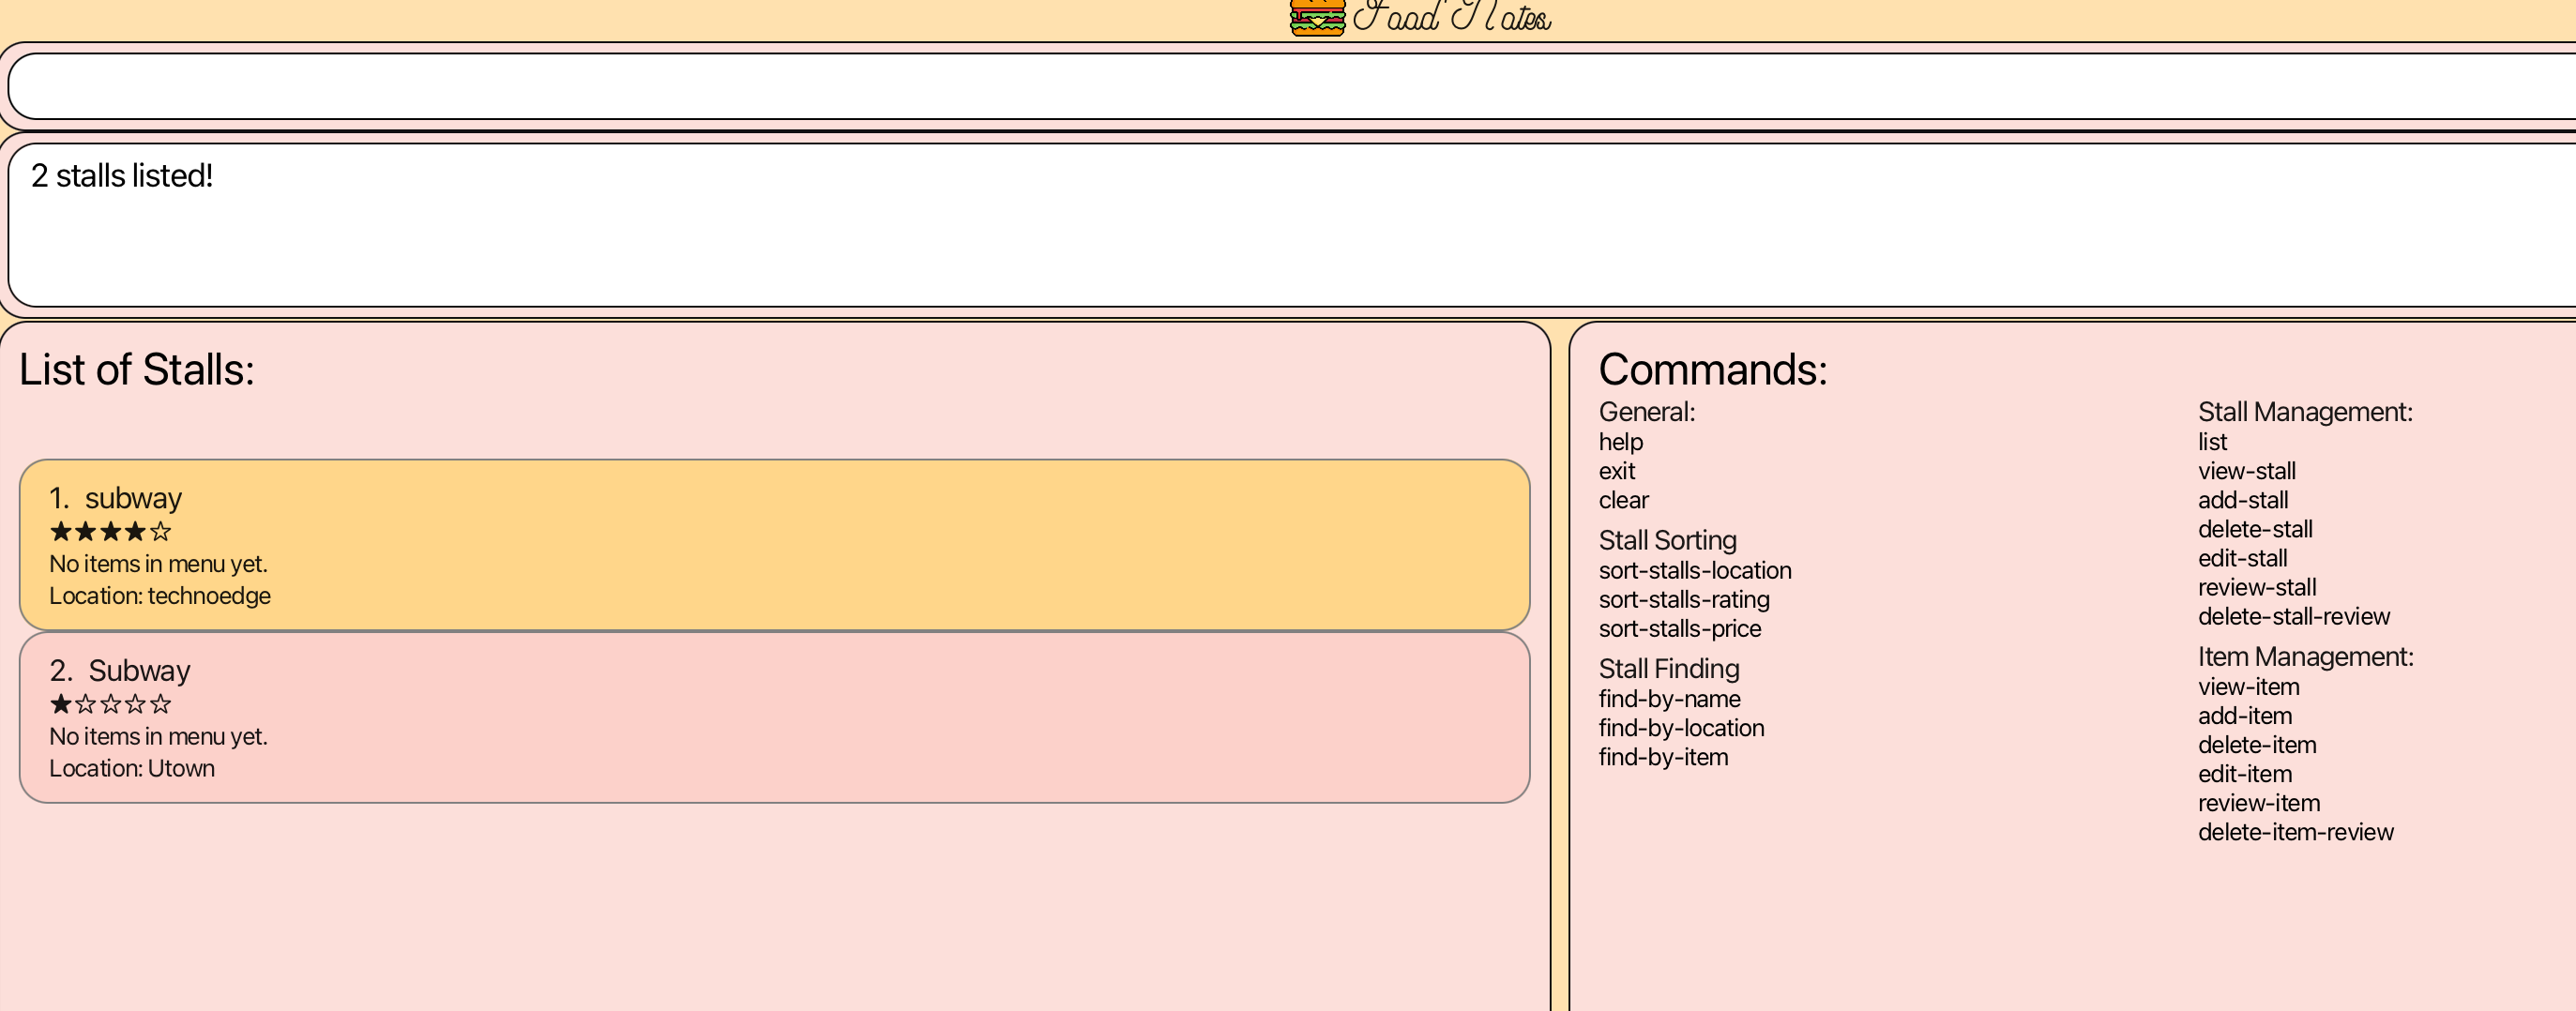 Food Notes
2 stalls listed!
List of Stalls:
1. subway
★★★★☆
No items in menu yet.
Location: technoedge
2. Subway
★☆☆☆☆
No items in menu yet.
Location: Utown
Commands:
General:
help
exit
clear
Stall Sorting
sort-stalls-location
sort-stalls-rating
sort-stalls-price
Stall Finding
find-by-name
find-by-location
find-by-item
Stall Management:
list
view-stall
add-stall
delete-stall
edit-stall
review-stall
delete-stall-review
Item Management:
view-item
add-item
delete-item
edit-item
review-item
delete-item-review